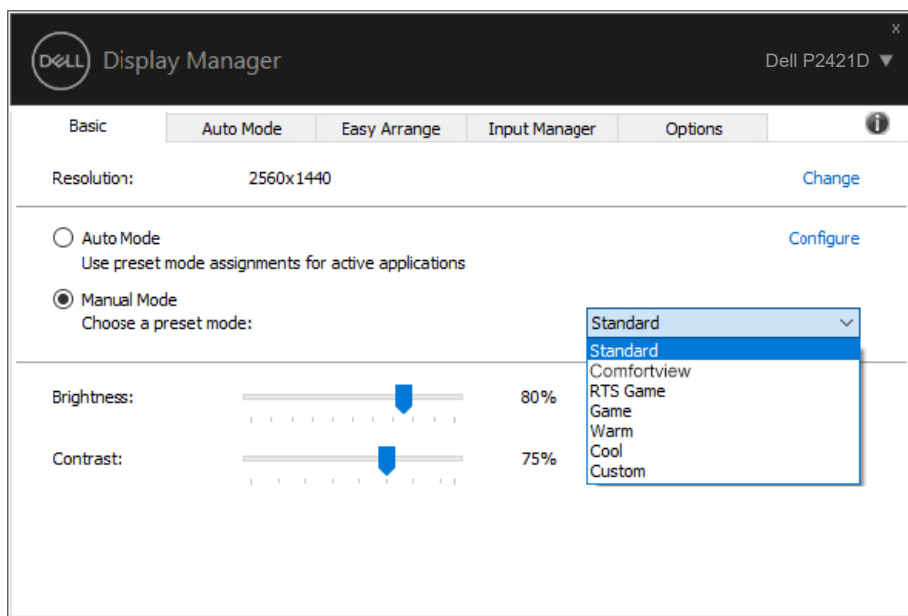 DELL Display Manager
x
Dell P2421D ▼
Basic Auto Mode Easy Arrange Input Manager Options i
Resolution: 2560x1440 Change
Auto Mode Configure
Use preset mode assignments for active applications
Manual Mode
Choose a preset mode: Standard
Standard
Comfortview
RTS Game
Game
Warm
Cool
Custom
Brightness: 80%
Contrast: 75%